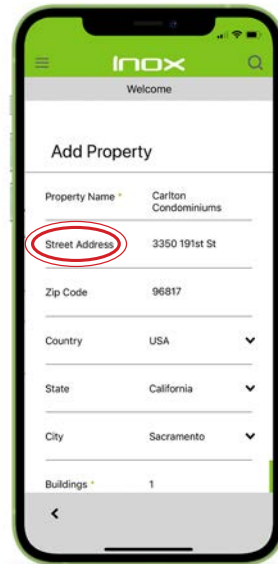 INOX
Welcome
Add Property
Property Name * Carlton
Condominiums
Street Address 3350 191st St
Zip Code 96817
Country USA
State California
City Sacramento
Buildings * 1